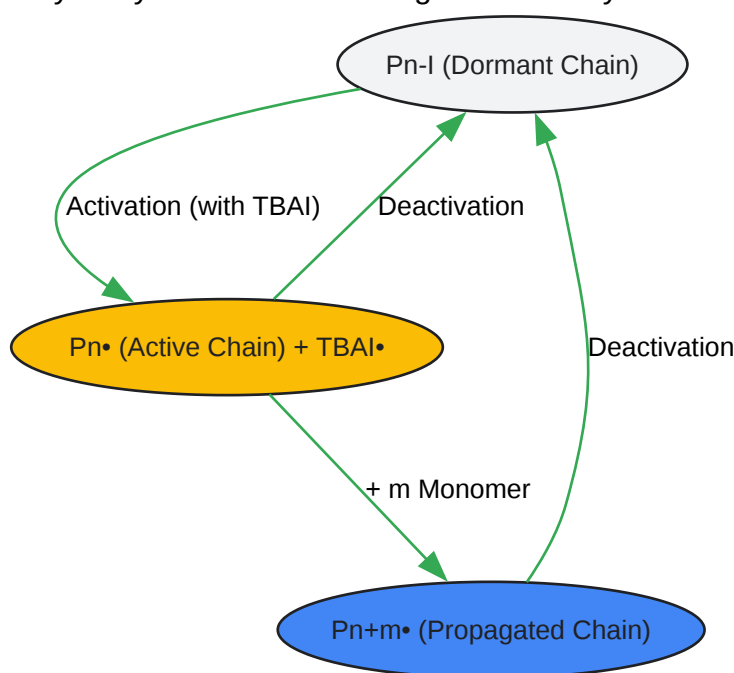 Pn-I (Dormant Chain)
Activation (with TBAI)
Deactivation
Pn• (Active Chain) + TBAI•
Deactivation
+ m Monomer
Pn+m• (Propagated Chain)